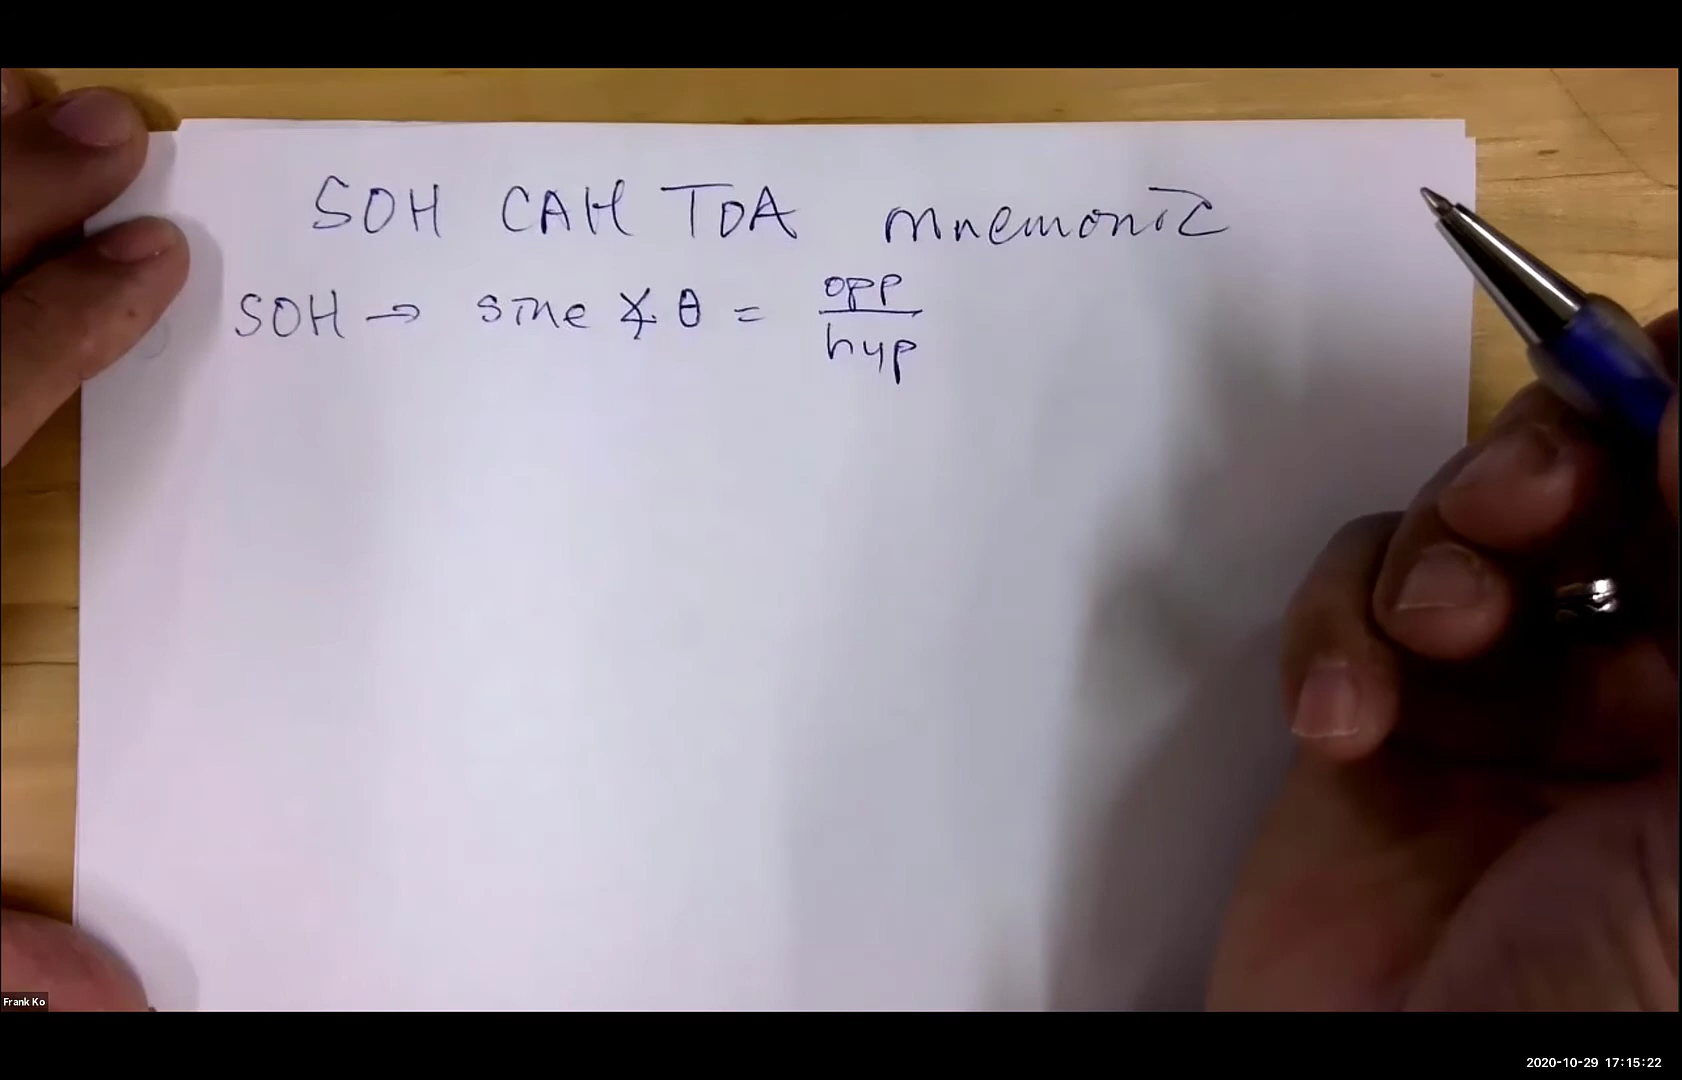 SOH CAH TOA mnemonic
SOH → sine ∡ θ = opp/hyp
Frank Ko
2020-10-29 17:15:22